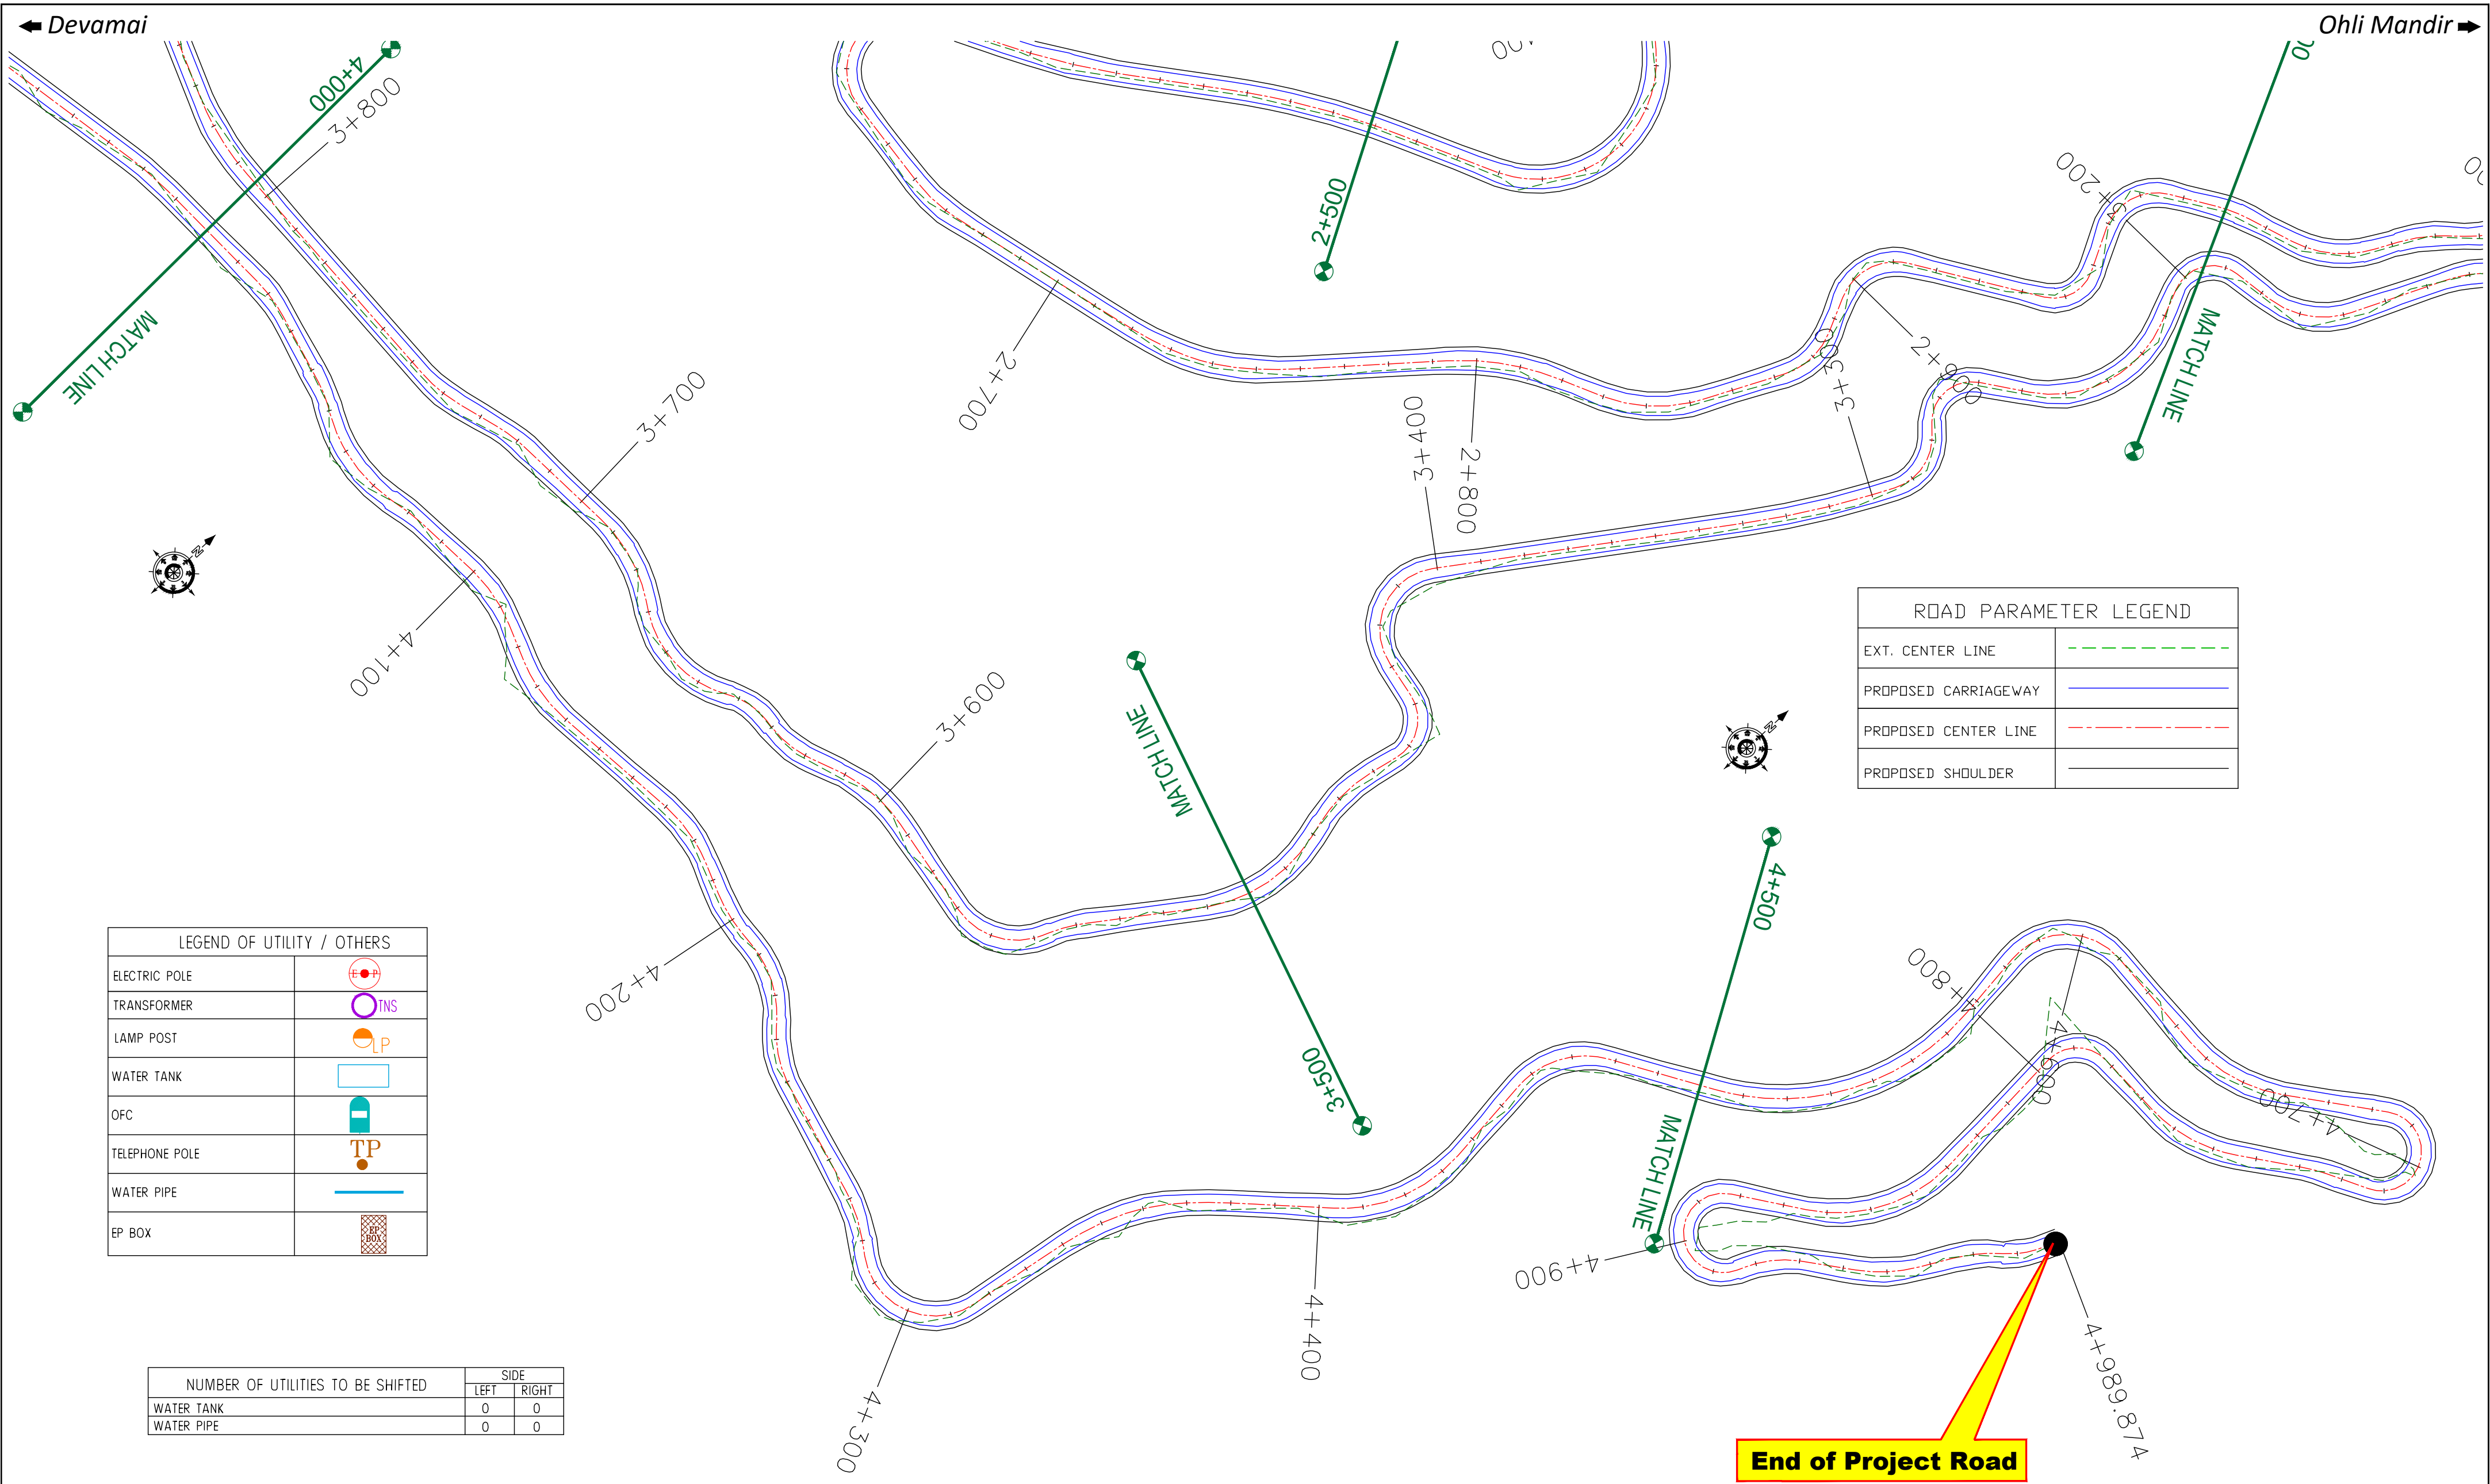 Devamai
Ohli Mandir
4+000
3+800
MATCH LINE
2+500
3+200
MATCH LINE
00
2+700
3+700
2+900
3+300
3+400
2+800
4+100
3+600
MATCH LINE
3+500
N
N
ROAD PARAMETER LEGEND
EXT. CENTER LINE
PROPOSED CARRIAGEWAY
PROPOSED CENTER LINE
PROPOSED SHOULDER
4+500
MATCH LINE
4+200
4+800
4+600
4+700
4+900
4+300
4+400
4+989.874
End of Project Road
LEGEND OF UTILITY / OTHERS
ELECTRIC POLE E P
TRANSFORMER TNS
LAMP POST LP
WATER TANK
OFC
TELEPHONE POLE TP
WATER PIPE
EP BOX EP BOX
NUMBER OF UTILITIES TO BE SHIFTED SIDE
LEFT RIGHT
WATER TANK 0 0
WATER PIPE 0 0